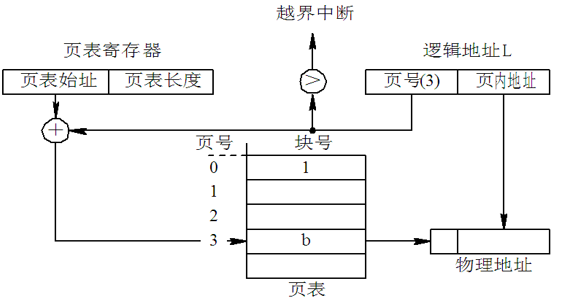 越界中断
页表寄存器
逻辑地址L
页表始址 页表长度
>
页号(3) 页内地址
+
页号 块号
0 1
1
2
3 b
物理地址
页表